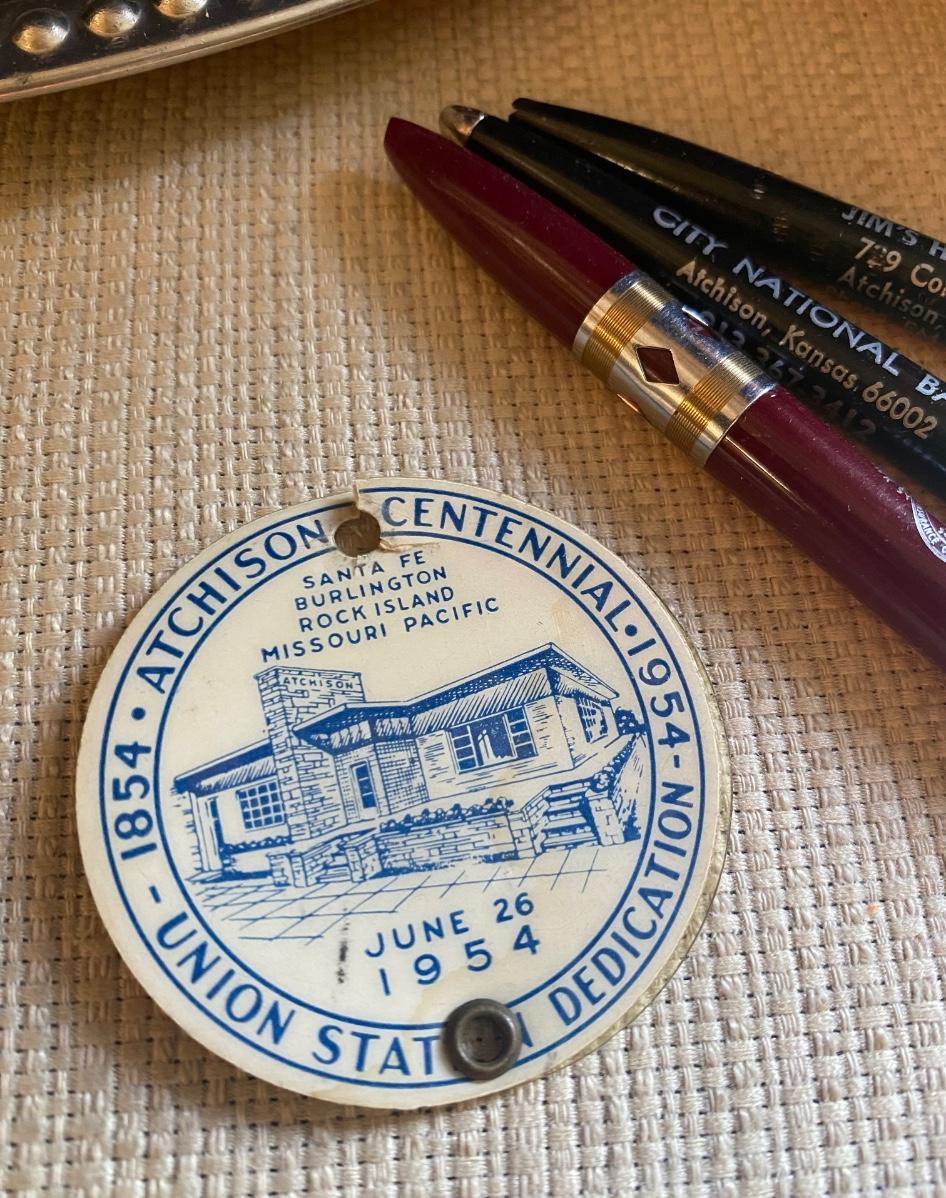 1854 • ATCHISON CENTENNIAL • 1954 - UNION STAT N DEDICATION -
SANTA FE
BURLINGTON
ROCK ISLAND
MISSOURI PACIFIC
ATCHISON
JUNE 26
1954
CITY NATIONAL BA
Atchison, Kansas 66002
JIM'S H
Atchison